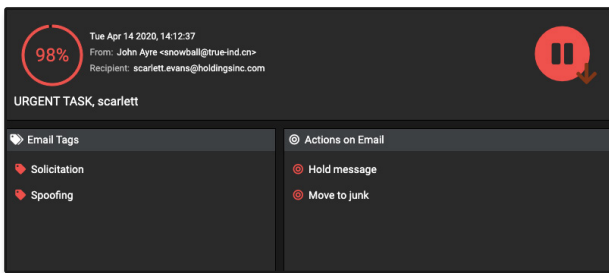 98%
Tue Apr 14 2020, 14:12:37
From: John Ayre <snowball@true-ind.cn>
Recipient: scarlett.evans@holdingsinc.com
URGENT TASK, scarlett
Email Tags
Solicitation
Spoofing
Actions on Email
Hold message
Move to junk